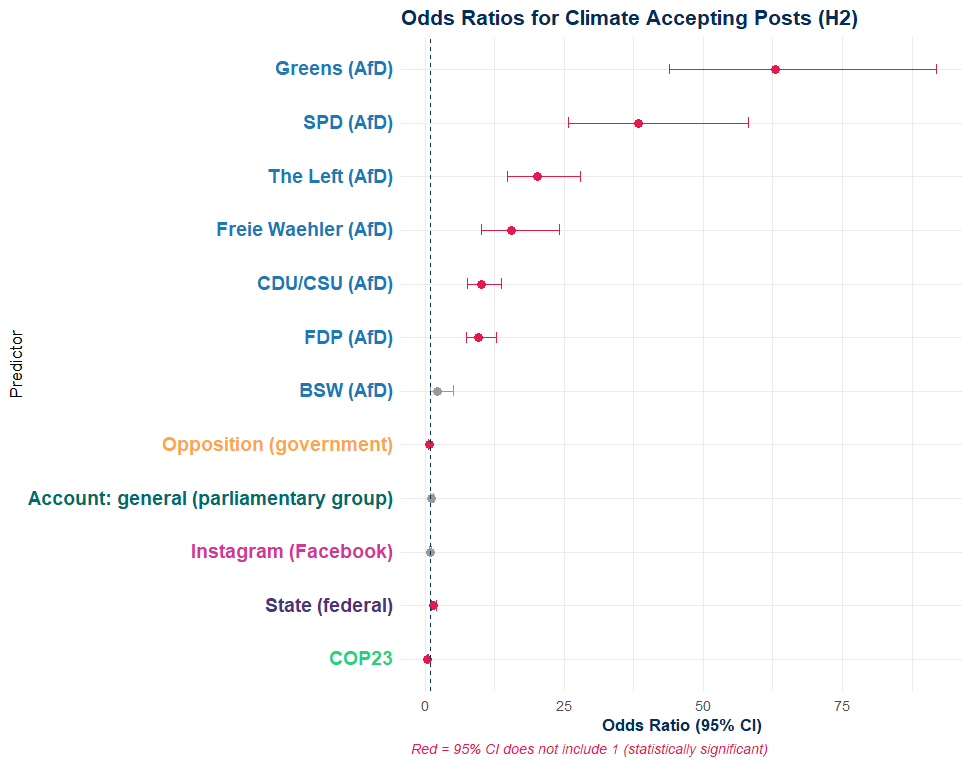 Odds Ratios for Climate Accepting Posts (H2)
Predictor
Greens (AfD)
SPD (AfD)
The Left (AfD)
Freie Waehler (AfD)
CDU/CSU (AfD)
FDP (AfD)
BSW (AfD)
Opposition (government)
Account: general (parliamentary group)
Instagram (Facebook)
State (federal)
COP23
0 25 50 75
Odds Ratio (95% CI)
Red = 95% CI does not include 1 (statistically significant)